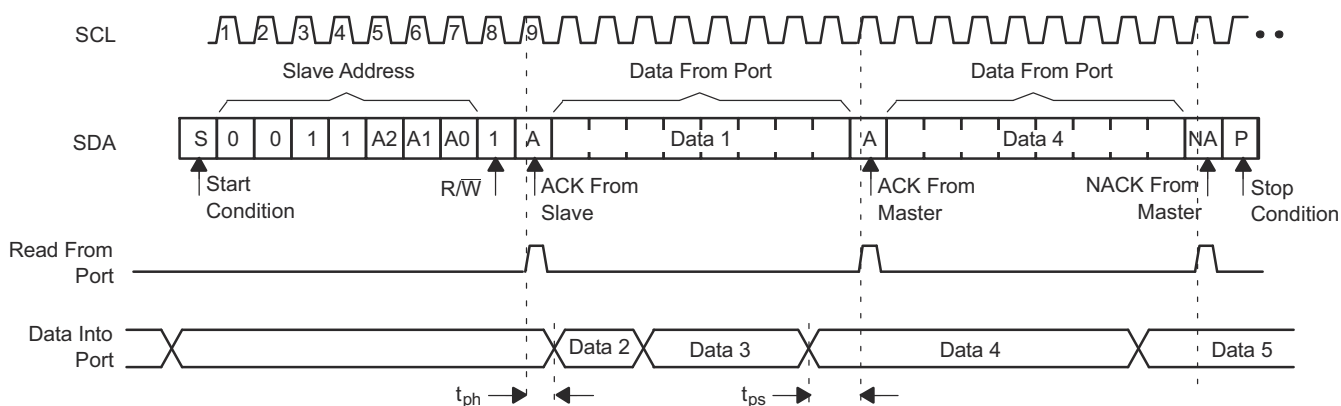 SCL 1 2 3 4 5 6 7 8 9
Slave Address Data From Port Data From Port
SDA S 0 0 1 1 A2 A1 A0 1 A Data 1 A Data 4 NA P
Start Condition
R/W̅
ACK From Slave
ACK From Master
NACK From Master
Stop Condition
Read From Port
Data Into Port
Data 2 Data 3 Data 4 Data 5
tph tps